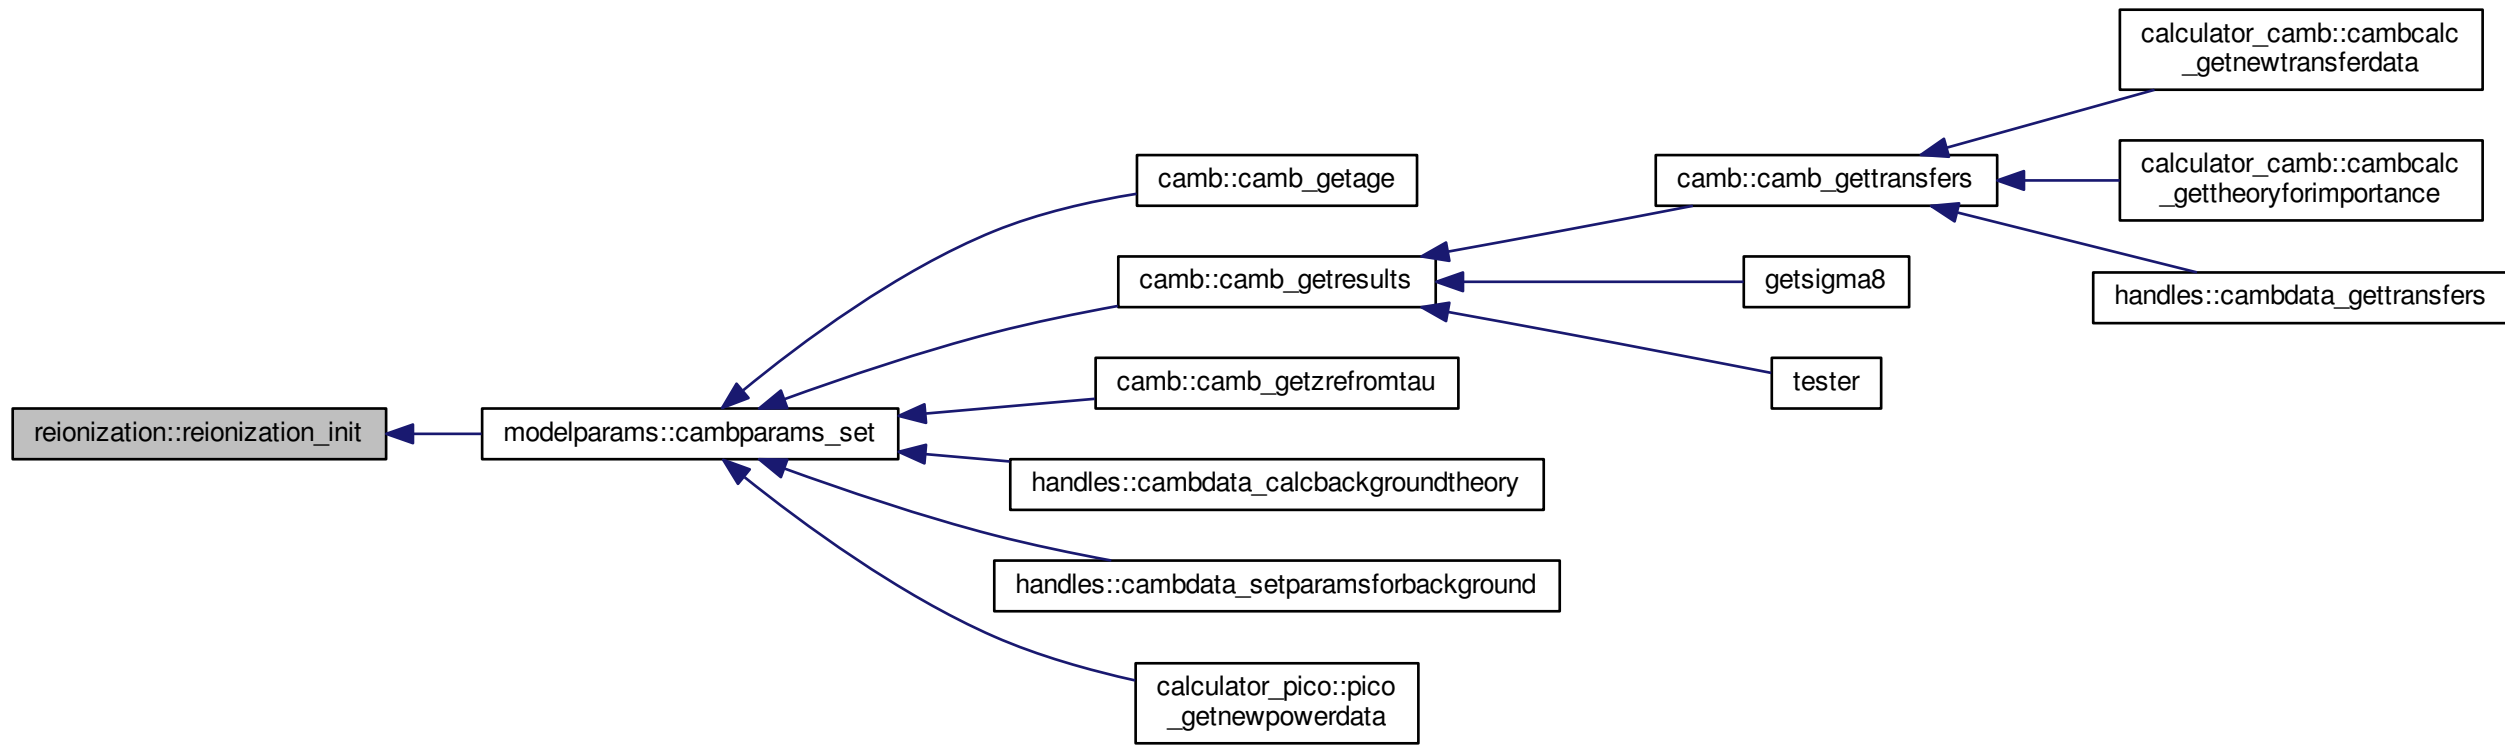 calculator_camb::cambcalc
_getnewtransferdata
camb::camb_getage
camb::camb_gettransfers
calculator_camb::cambcalc
_gettheoryforimportance
camb::camb_getresults
getsigma8
handles::cambdata_gettransfers
camb::camb_getzrefromtau
tester
reionization::reionization_init
modelparams::cambparams_set
handles::cambdata_calcbackgroundtheory
handles::cambdata_setparamsforbackground
calculator_pico::pico
_getnewpowerdata